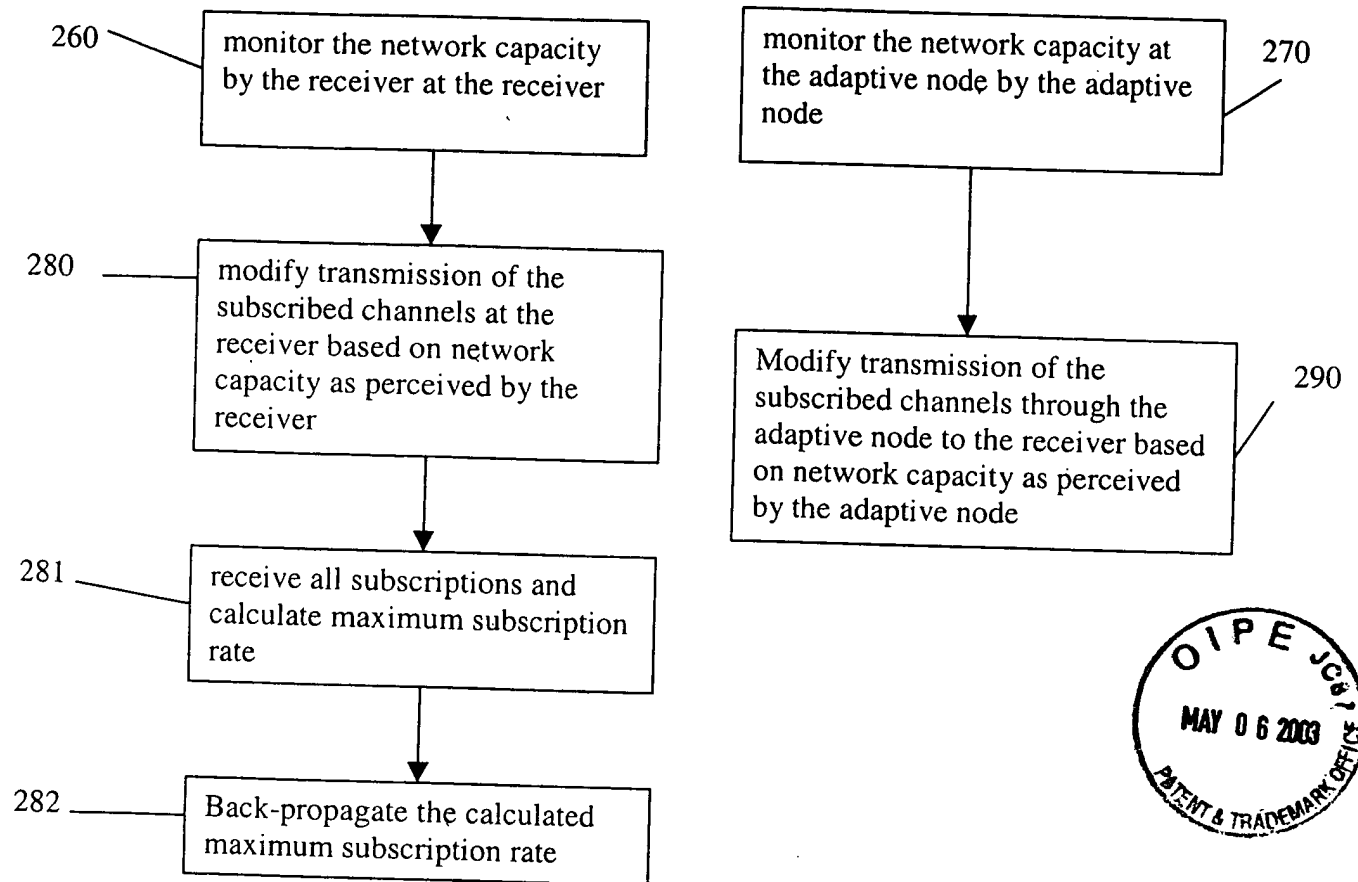 260
monitor the network capacity
by the receiver at the receiver
monitor the network capacity at
the adaptive node by the adaptive
node
270
280
modify transmission of the
subscribed channels at the
receiver based on network
capacity as perceived by the
receiver
Modify transmission of the
subscribed channels through the
adaptive node to the receiver based
on network capacity as perceived
by the adaptive node
290
281
receive all subscriptions and
calculate maximum subscription
rate
282
Back-propagate the calculated
maximum subscription rate
OIPE
MAY 06 2003
PATENT & TRADEMARK OFFICE